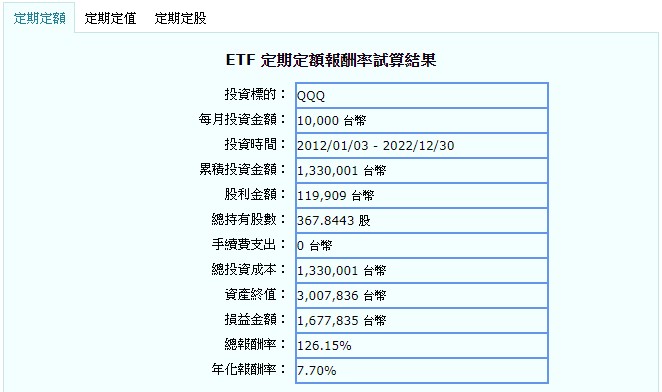 定期定額 定期定值 定期定股
ETF 定期定額報酬率試算結果
投資標的： QQQ
每月投資金額： 10,000 台幣
投資時間： 2012/01/03 - 2022/12/30
累積投資金額： 1,330,001 台幣
股利金額： 119,909 台幣
總持有股數： 367.8443 股
手續費支出： 0 台幣
總投資成本： 1,330,001 台幣
資產終值： 3,007,836 台幣
損益金額： 1,677,835 台幣
總報酬率： 126.15%
年化報酬率： 7.70%